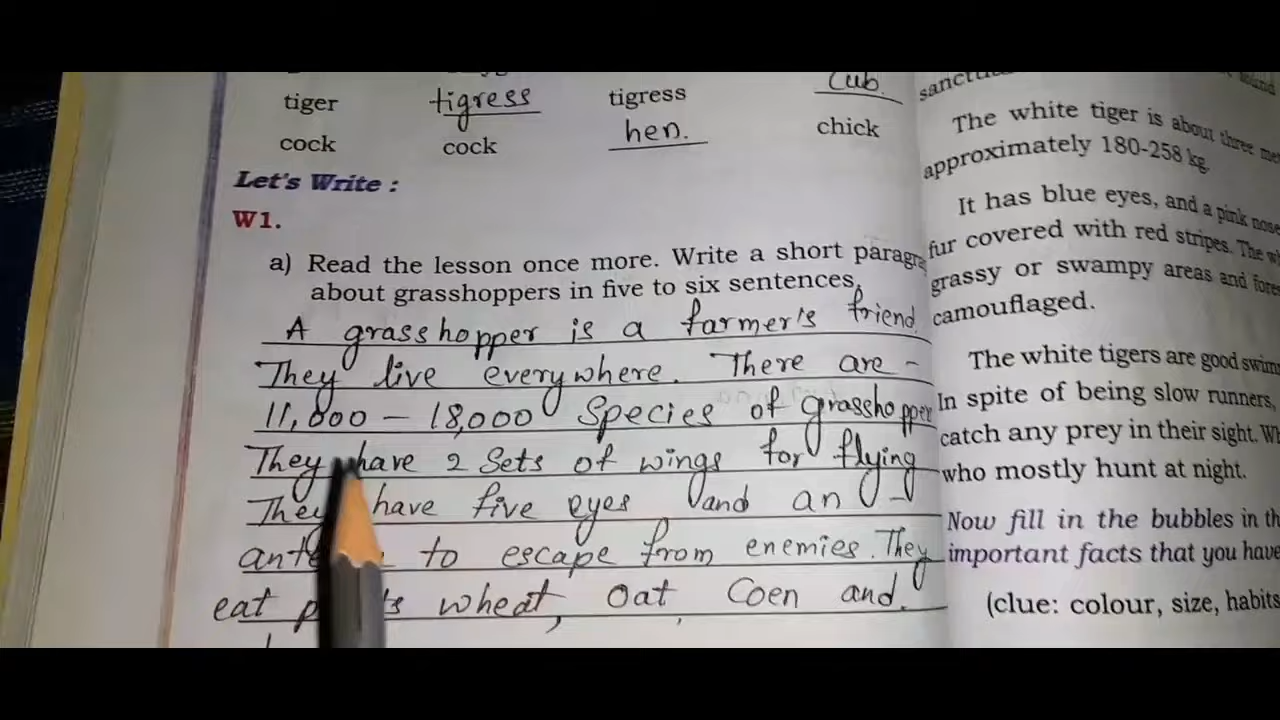 Cub
tiger tigress tigress
cock cock hen. chick
Let's Write :
W1.
a) Read the lesson once more. Write a short
about grasshoppers in five to six sentences.
A grasshopper is a farmer's friend
They live everywhere. There are -
11,000 - 18,000 Species of grasshopper
They have 2 Sets of wings for flying
They have five eyes and an -
to escape from enemies. They
eat wheat, Oat, Coen and
The white tiger is about three
approximately 180-258 kg.
It has blue eyes, and a pink nose
fur covered with red stripes. The
grassy or swampy areas and
camouflaged.
The white tigers are good
In spite of being slow runners,
catch any prey in their sight.
who mostly hunt at night.
Now fill in the bubbles in
important facts that you have
(clue: colour, size, habits